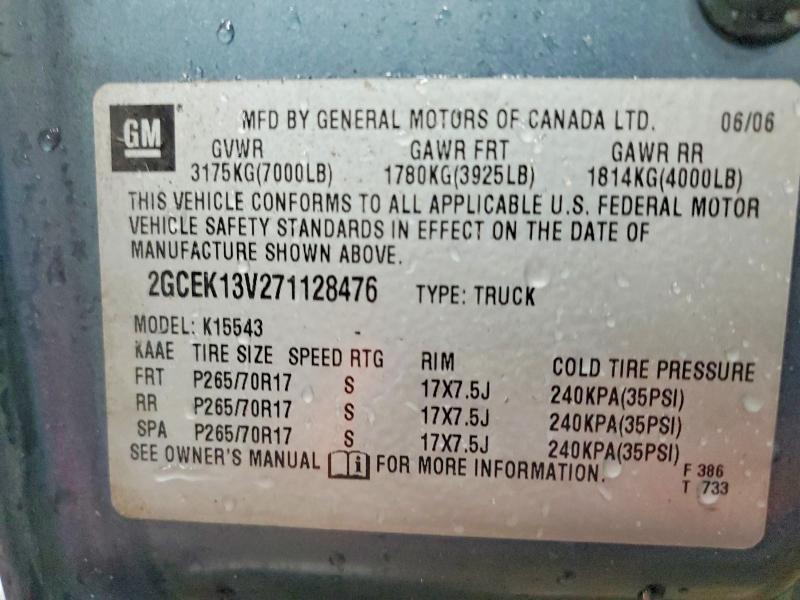 GM MFD BY GENERAL MOTORS OF CANADA LTD. 06/06
GVWR GAWR FRT GAWR RR
3175KG(7000LB) 1780KG(3925LB) 1814KG(4000LB)
THIS VEHICLE CONFORMS TO ALL APPLICABLE U.S. FEDERAL MOTOR
VEHICLE SAFETY STANDARDS IN EFFECT ON THE DATE OF
MANUFACTURE SHOWN ABOVE.
2GCEK13V271128476 TYPE: TRUCK
MODEL: K15543 -
KAAE TIRE SIZE SPEED RTG RIM COLD TIRE PRESSURE
FRT P265/70R17 S 17X7.5J 240KPA(35PSI)
RR P265/70R17 S 17X7.5J 240KPA(35PSI)
SPA P265/70R17 S 17X7.5J 240KPA(35PSI)
SEE OWNER'S MANUAL i FOR MORE INFORMATION.
F 386
T 733